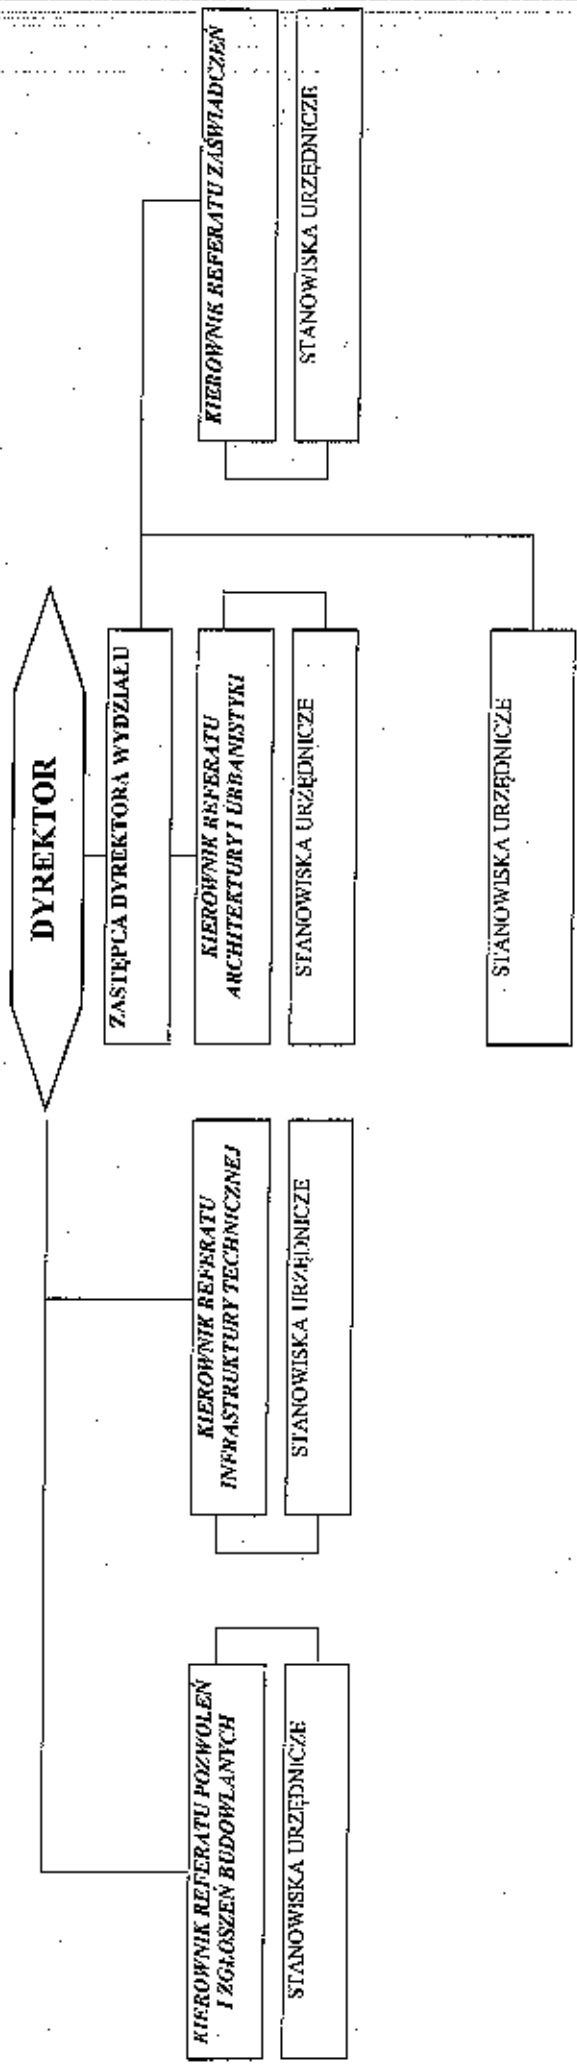 DYREKTOR
ZASTĘPCA DYREKTORA WYDZIAŁU
KIEROWNIK REFERATU POZWOLEŃ
I ZGŁOSZEŃ BUDOWLANYCH
STANOWISKA URZĘDNICZE
KIEROWNIK REFERATU
INFRASTRUKTURY TECHNICZNEJ
STANOWISKA URZĘDNICZE
KIEROWNIK REFERATU
ARCHITEKTURY I URBANISTYKI
STANOWISKA URZĘDNICZE
KIEROWNIK REFERATU ZAŚWIADCZEŃ
STANOWISKA URZĘDNICZE
STANOWISKA URZĘDNICZE